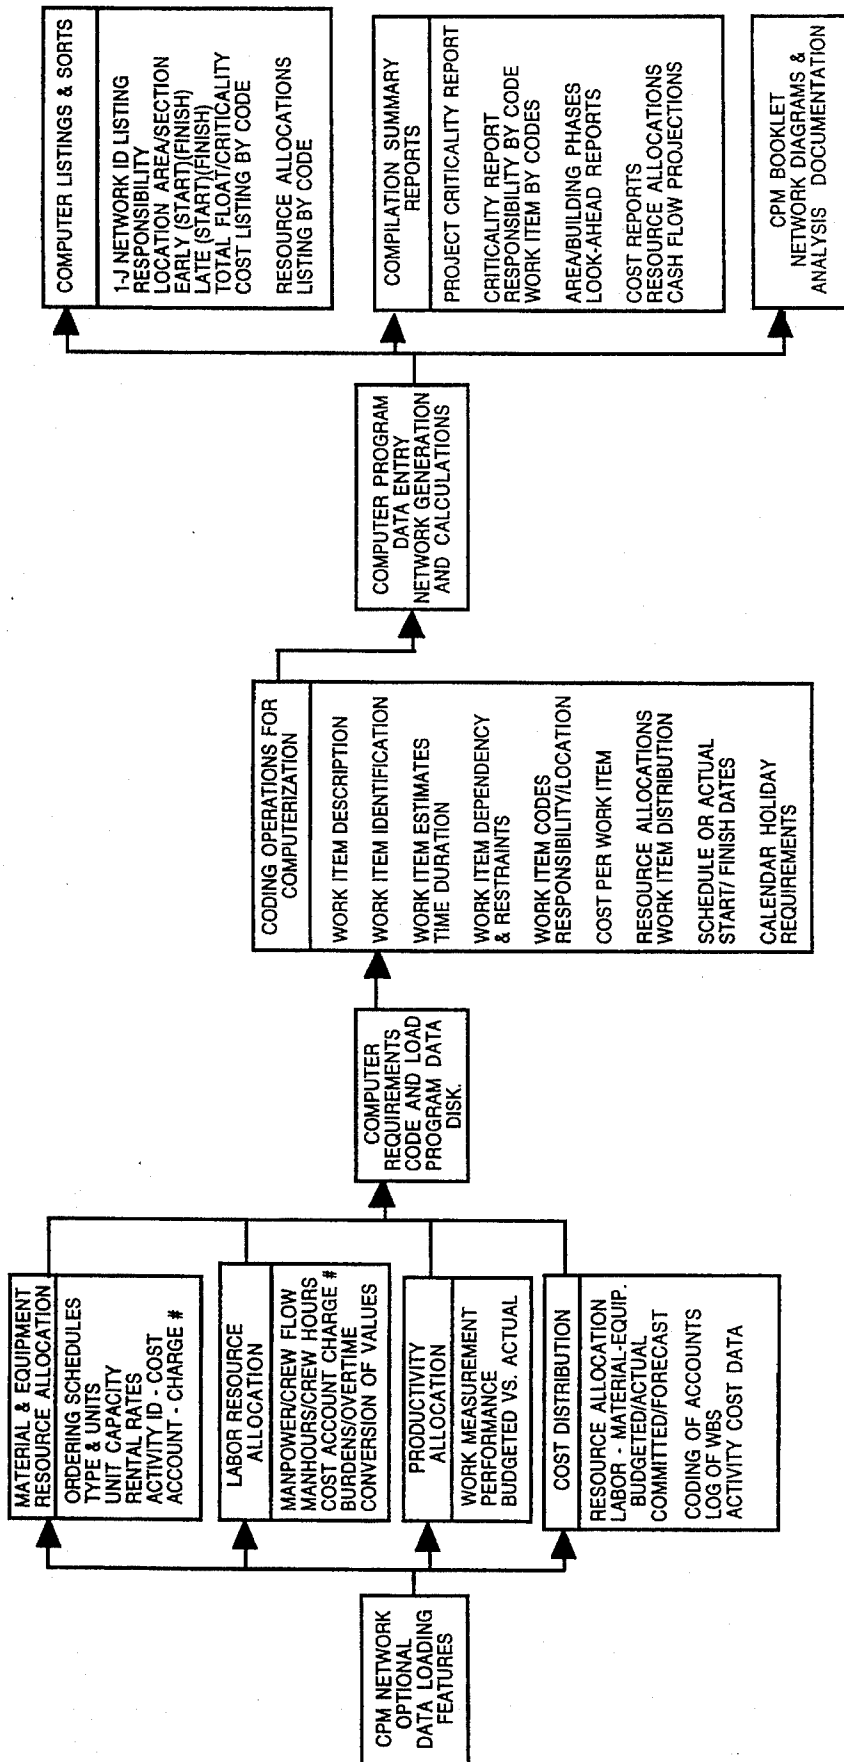 CPM NETWORK
OPTIONAL
DATA LOADING
FEATURES
MATERIAL & EQUIPMENT
RESOURCE ALLOCATION
ORDERING SCHEDULES
TYPE & UNITS
UNIT CAPACITY
RENTAL RATES
ACTIVITY ID - COST
ACCOUNT - CHARGE #
LABOR RESOURCE
ALLOCATION
MANPOWER/CREW FLOW
MANHOURS/CREW HOURS
COST ACCOUNT CHARGE #
BURDENS/OVERTIME
CONVERSION OF VALUES
PRODUCTIVITY
ALLOCATION
WORK MEASUREMENT
PERFORMANCE
BUDGETED VS. ACTUAL
COST DISTRIBUTION
RESOURCE ALLOCATION
LABOR - MATERIAL-EQUIP.
BUDGETED/ACTUAL
COMMITTED/FORECAST
CODING OF ACCOUNTS
LOG OF WBS
ACTIVITY COST DATA
COMPUTER
REQUIREMENTS
CODE AND LOAD
PROGRAM DATA
DISK.
CODING OPERATIONS FOR
COMPUTERIZATION
WORK ITEM DESCRIPTION
WORK ITEM IDENTIFICATION
WORK ITEM ESTIMATES
TIME DURATION
WORK ITEM DEPENDENCY
& RESTRAINTS
WORK ITEM CODES
RESPONSIBILITY/LOCATION
COST PER WORK ITEM
RESOURCE ALLOCATIONS
WORK ITEM DISTRIBUTION
SCHEDULE OR ACTUAL
START/ FINISH DATES
CALENDAR HOLIDAY
REQUIREMENTS
COMPUTER PROGRAM
DATA ENTRY
NETWORK GENERATION
AND CALCULATIONS
COMPUTER LISTINGS & SORTS
1-J NETWORK ID LISTING
RESPONSIBILITY
LOCATION AREA/SECTION
EARLY (START)(FINISH)
LATE (START)(FINISH)
TOTAL FLOAT/CRITICALITY
COST LISTING BY CODE
RESOURCE ALLOCATIONS
LISTING BY CODE
COMPILATION SUMMARY
REPORTS
PROJECT CRITICALITY REPORT
CRITICALITY REPORT
RESPONSIBILITY BY CODE
WORK ITEM BY CODES
AREA/BUILDING PHASES
LOOK-AHEAD REPORTS
COST REPORTS
RESOURCE ALLOCATIONS
CASH FLOW PROJECTIONS
CPM BOOKLET
NETWORK DIAGRAMS &
ANALYSIS DOCUMENTATION